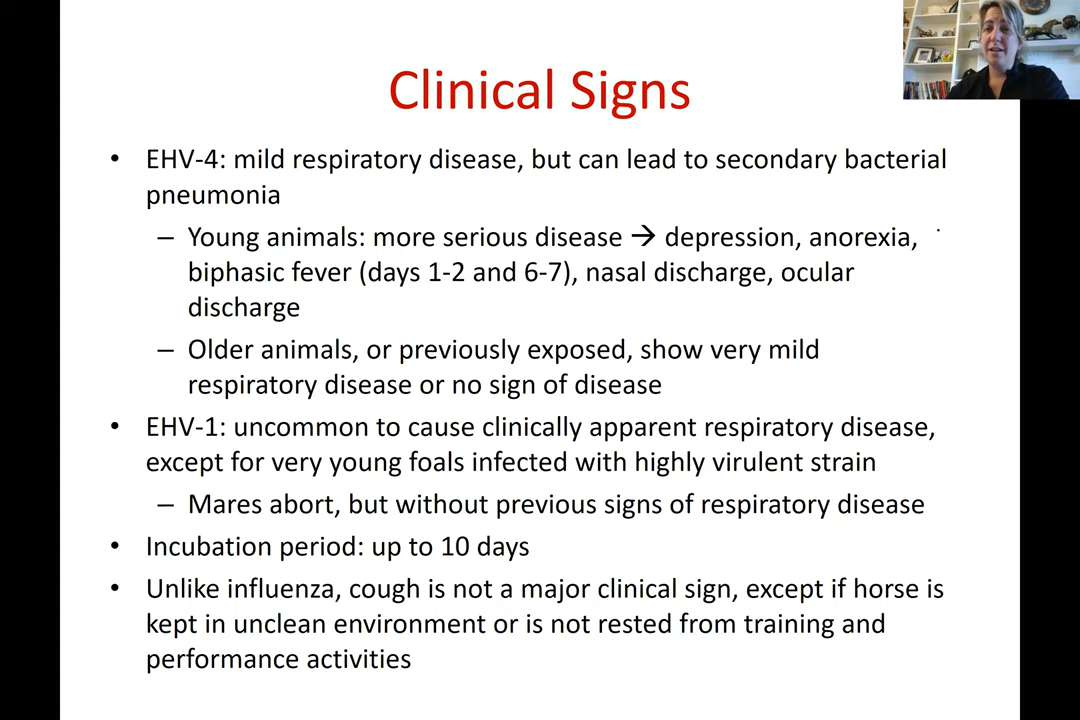 Clinical Signs
• EHV-4: mild respiratory disease, but can lead to secondary bacterial
pneumonia
– Young animals: more serious disease → depression, anorexia,
biphasic fever (days 1-2 and 6-7), nasal discharge, ocular
discharge
– Older animals, or previously exposed, show very mild
respiratory disease or no sign of disease
• EHV-1: uncommon to cause clinically apparent respiratory disease,
except for very young foals infected with highly virulent strain
– Mares abort, but without previous signs of respiratory disease
• Incubation period: up to 10 days
• Unlike influenza, cough is not a major clinical sign, except if horse is
kept in unclean environment or is not rested from training and
performance activities